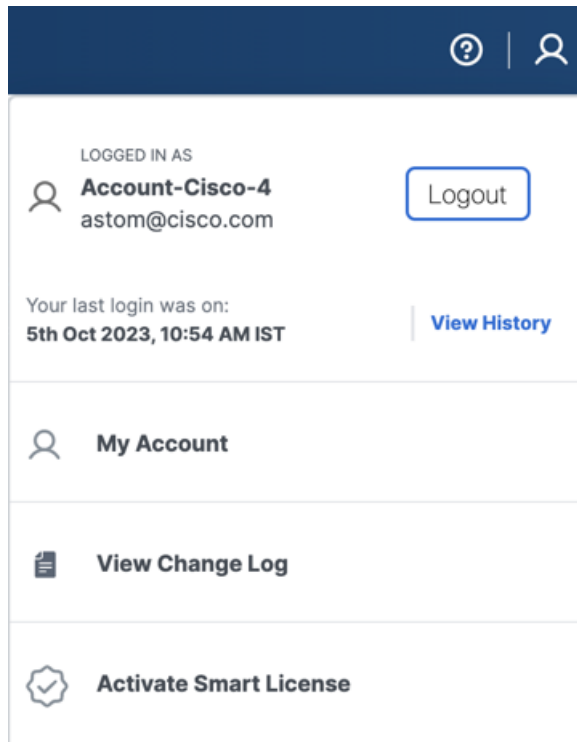 LOGGED IN AS
Account-Cisco-4
astom@cisco.com
Logout
Your last login was on:
5th Oct 2023, 10:54 AM IST
View History
My Account
View Change Log
Activate Smart License